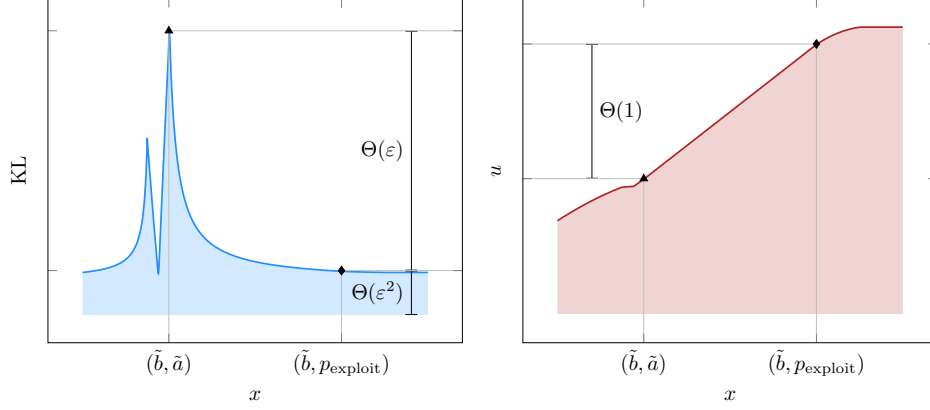 KL
Θ(ε)
Θ(ε²)
(b̃, ã)
(b̃, p_exploit)
x
u
Θ(1)
(b̃, ã)
(b̃, p_exploit)
x